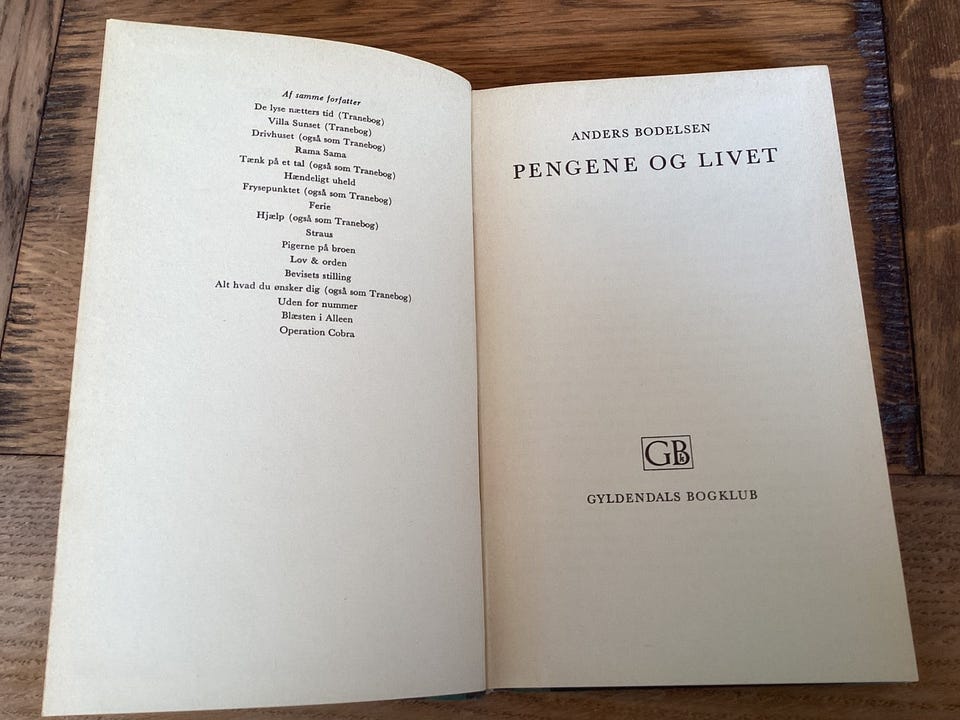 Af samme forfatter
De lyse nætters tid (Tranebog)
Villa Sunset (Tranebog)
Drivhuset (også som Tranebog)
Rama Sama
Tænk på et tal (også som Tranebog)
Hændeligt uheld
Frysepunktet (også som Tranebog)
Ferie
Hjælp (også som Tranebog)
Straus
Pigerne på broen
Lov & orden
Bevisets stilling
Alt hvad du ønsker dig (også som Tranebog)
Uden for nummer
Blæsten i Alleen
Operation Cobra
ANDERS BODELSEN
PENGENE OG LIVET
GBk
GYLDENDALS BOGKLUB